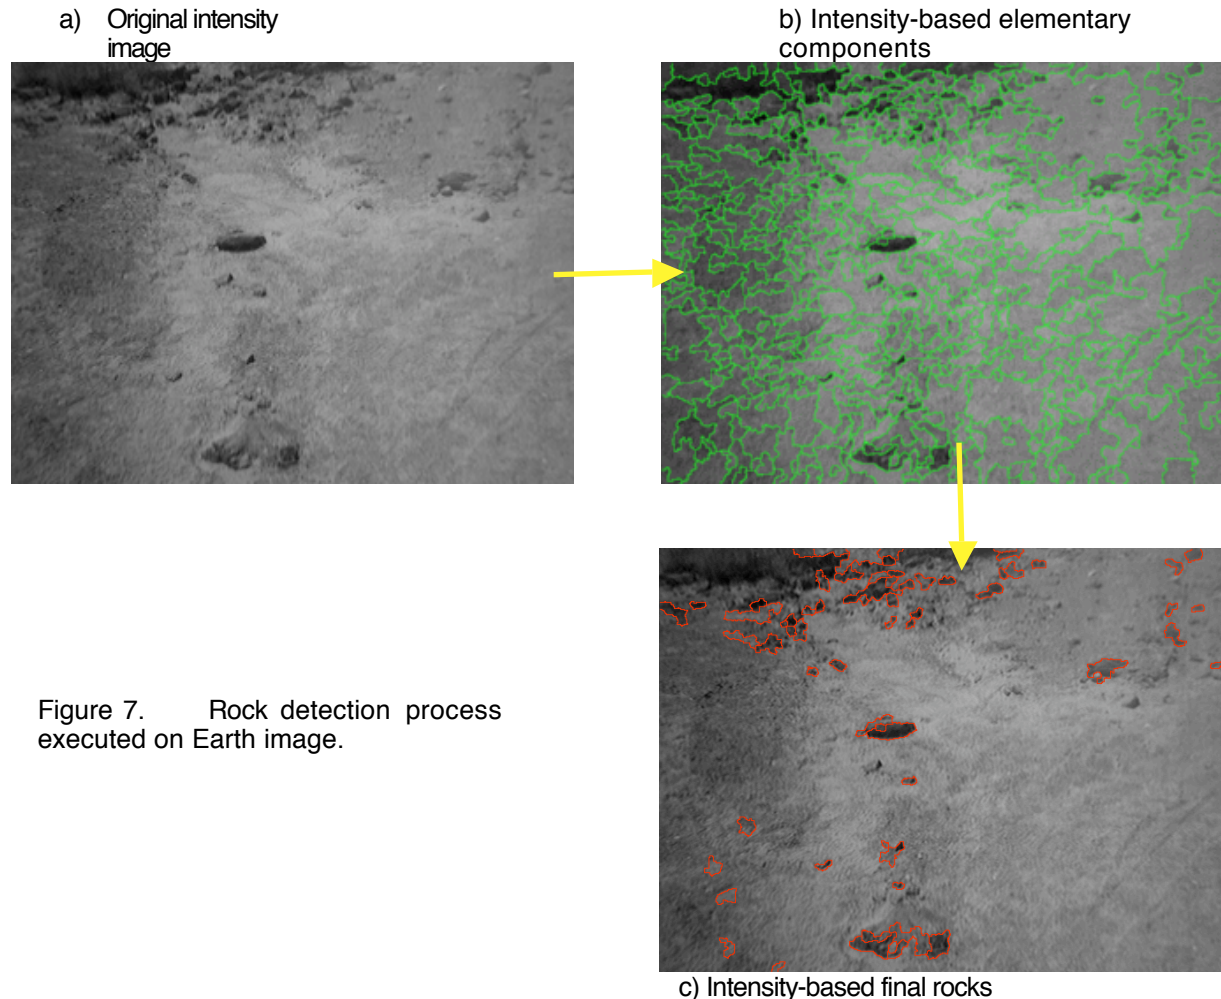 a) Original intensity
image
b) Intensity-based elementary
components
Figure 7. Rock detection process
executed on Earth image.
c) Intensity-based final rocks